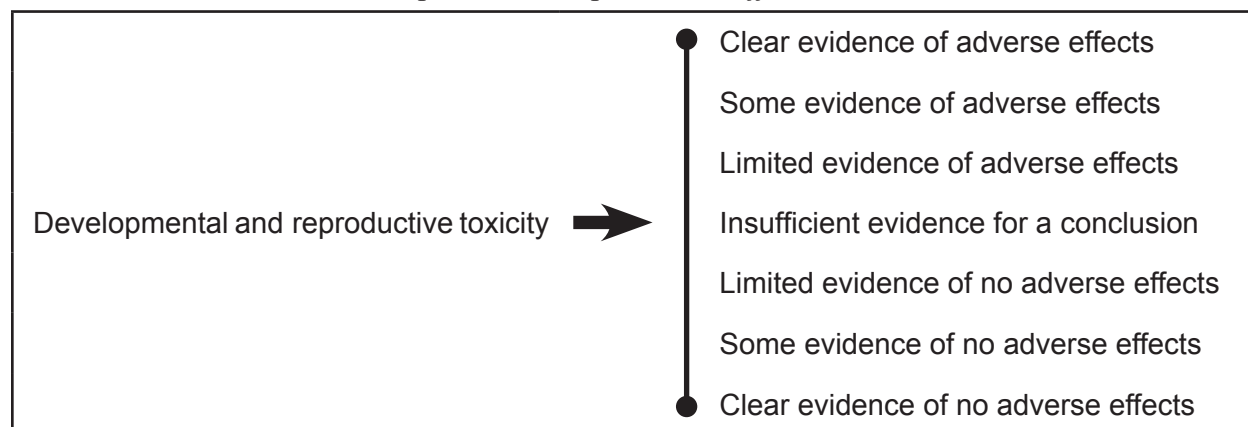 Clear evidence of adverse effects
Some evidence of adverse effects
Limited evidence of adverse effects
Developmental and reproductive toxicity
Insufficient evidence for a conclusion
Limited evidence of no adverse effects
Some evidence of no adverse effects
Clear evidence of no adverse effects